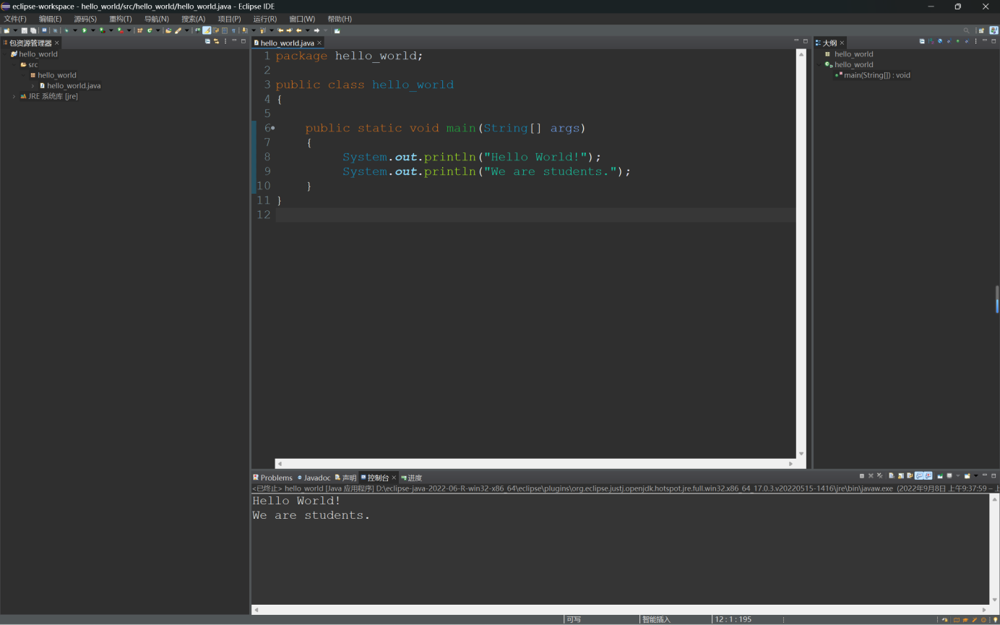 eclipse-workspace - hello_world/src/hello_world/hello_world.java - Eclipse IDE
文件(F) 编辑(E) 源码(S) 重构(T) 导航(N) 搜索(A) 项目(P) 运行(R) 窗口(W) 帮助(H)
包资源管理器
hello_world
src
hello_world
hello_world.java
JRE 系统库 [jre]
hello_world.java
1 package hello_world;
2
3 public class hello_world
4 {
5
6 public static void main(String[] args)
7 {
8 System.out.println("Hello World!");
9 System.out.println("We are students.");
10 }
11 }
12
大纲
hello_world
hello_world
main(String[]) : void
Problems Javadoc 声明 控制台 进度
<已终止> hello_world [Java 应用程序] D:\eclipse-java-2022-06-R-win32-x86_64\eclipse\plugins\org.eclipse.justj.openjdk.hotspot.jre.full.win32.x86_64_17.0.3.v20220515-1416\jre\bin\javaw.exe (2022年9月8日 上午9:37:59 – 上
Hello World!
We are students.
可写 智能插入 12 : 1 : 195